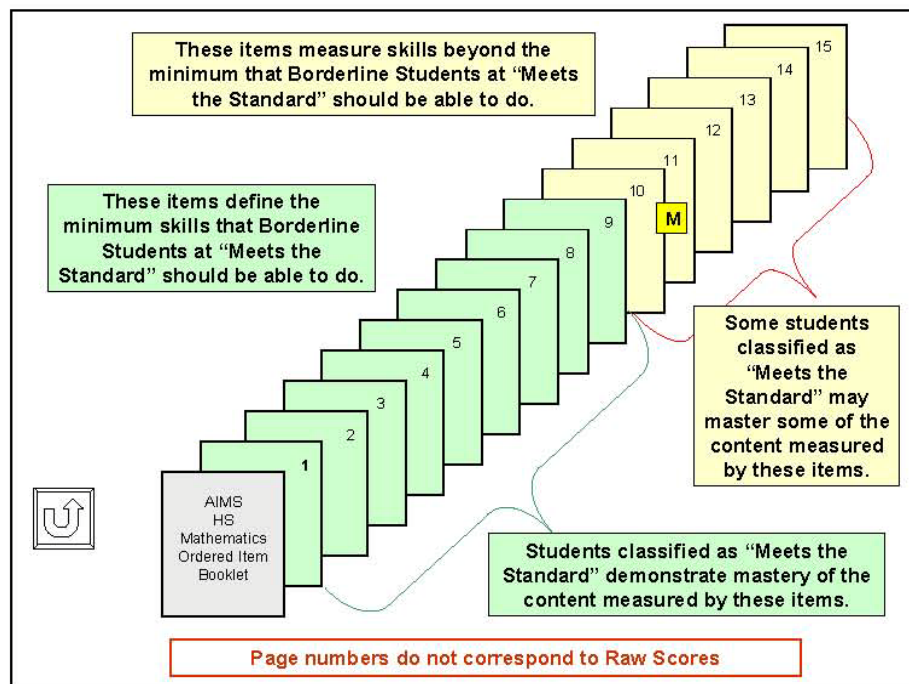 These items measure skills beyond the
minimum that Borderline Students at “Meets
the Standard” should be able to do.
15
14
13
12
11
10
M
9
8
7
6
5
4
3
2
1
These items define the
minimum skills that Borderline
Students at “Meets the
Standard” should be able to do.
Some students
classified as
“Meets the
Standard” may
master some of the
content measured
by these items.
AIMS
HS
Mathematics
Ordered Item
Booklet
Students classified as “Meets the
Standard” demonstrate mastery of the
content measured by these items.
Page numbers do not correspond to Raw Scores